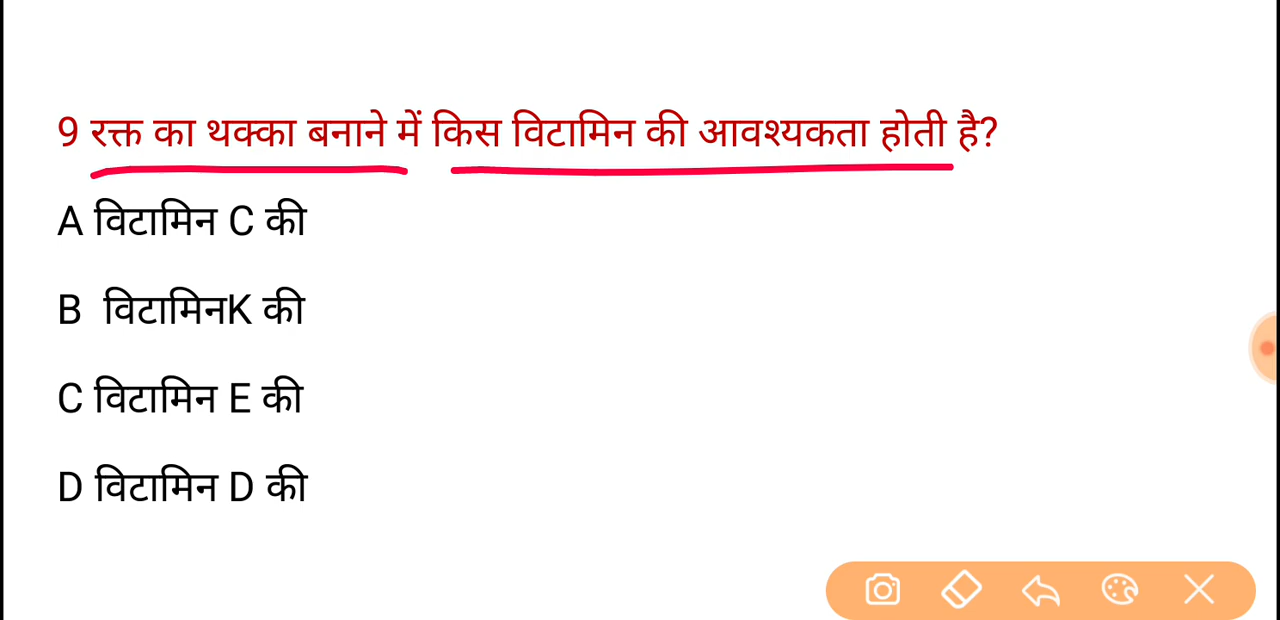 9 रक्त का थक्का बनाने में किस विटामिन की आवश्यकता होती है?
A विटामिन C की
B विटामिनK की
C विटामिन E की
D विटामिन D की